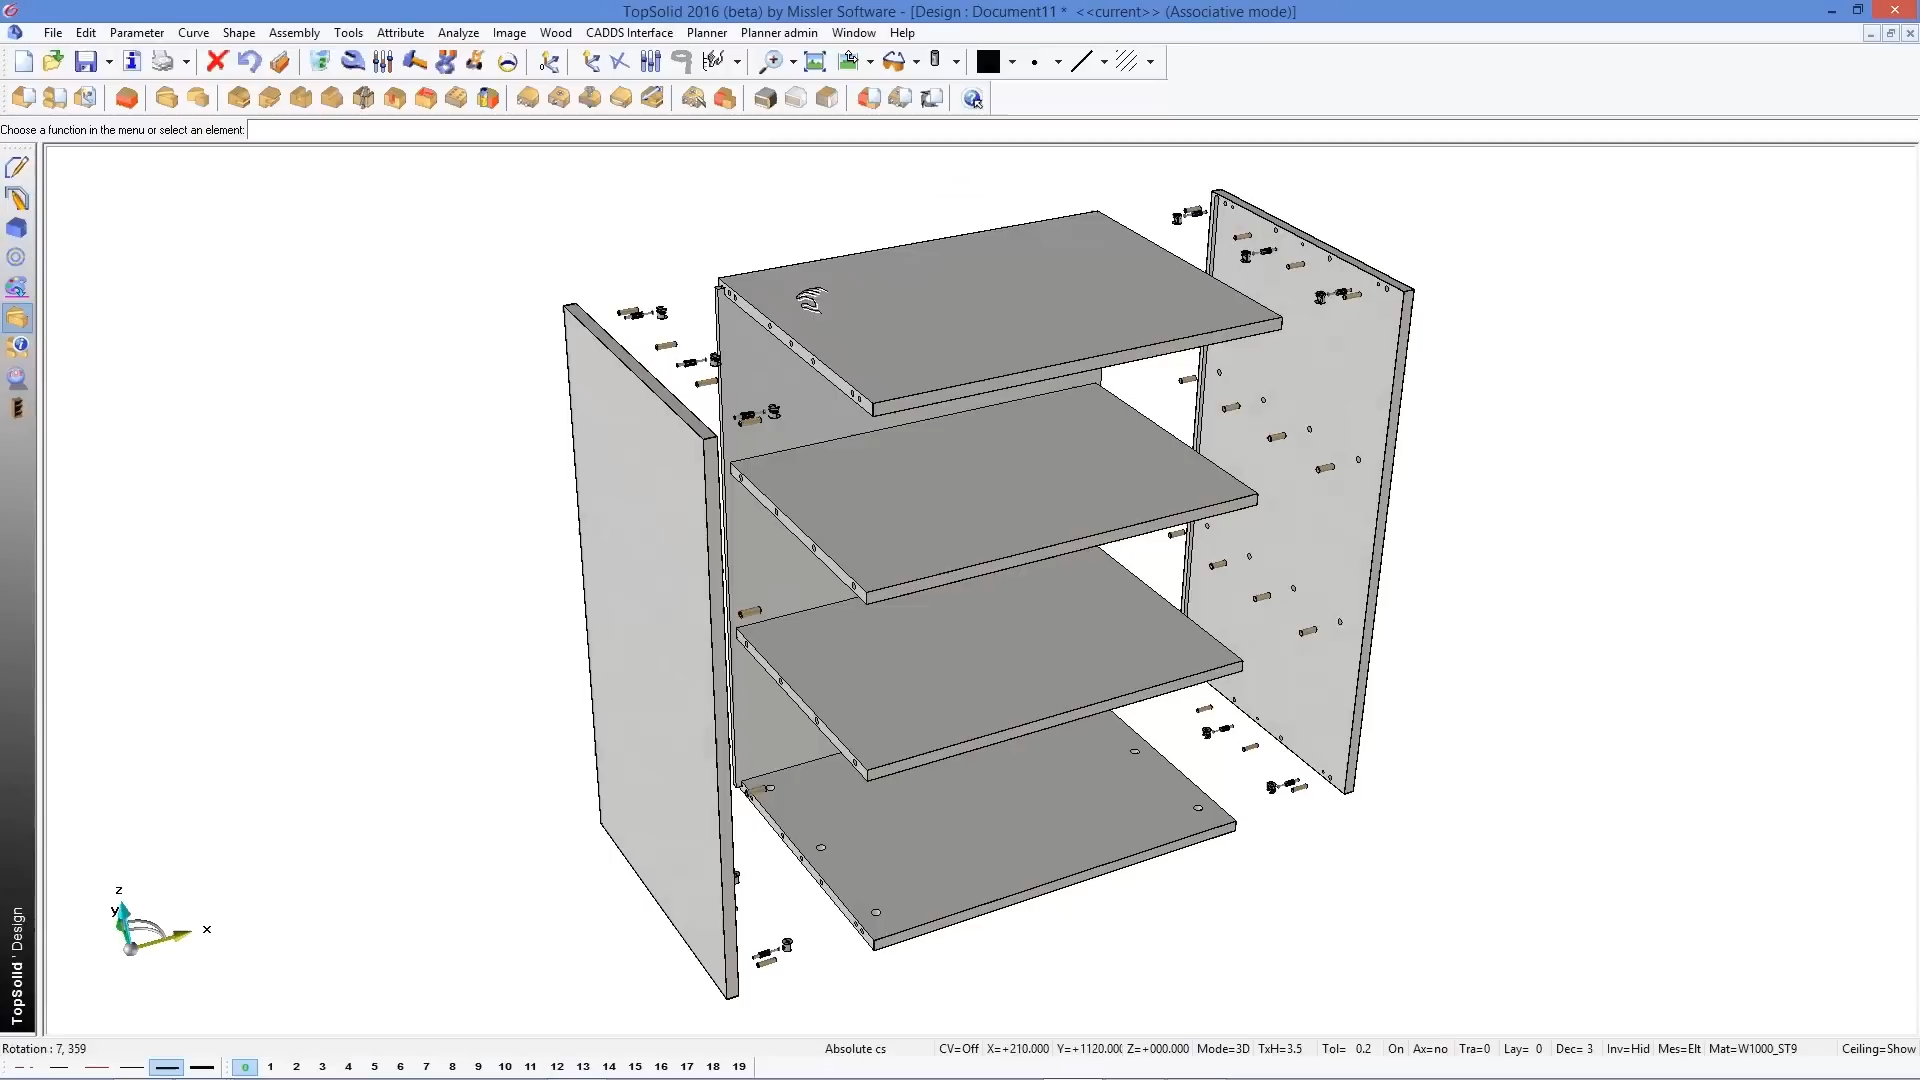 TopSolid 2016 (beta) by Missler Software - [Design : Document11 *  <<current>> (Associative mode)]
File Edit Parameter Curve Shape Assembly Tools Attribute Analyze Image Wood CADDS Interface Planner Planner admin Window Help
Choose a function in the menu or select an element:
z
y
x
TopSolid'Design
Rotation : 7, 359 Absolute cs CV=Off X=+210.000 Y=+1120.000 Z=+000.000 Mode=3D TxH=3.5 Tol= 0.2 On Ax=no Tra=0 Lay= 0 Dec= 3 Inv=Hid Mes=Elt Mat=W1000_ST9 Ceiling=Show
0 1 2 3 4 5 6 7 8 9 10 11 12 13 14 15 16 17 18 19